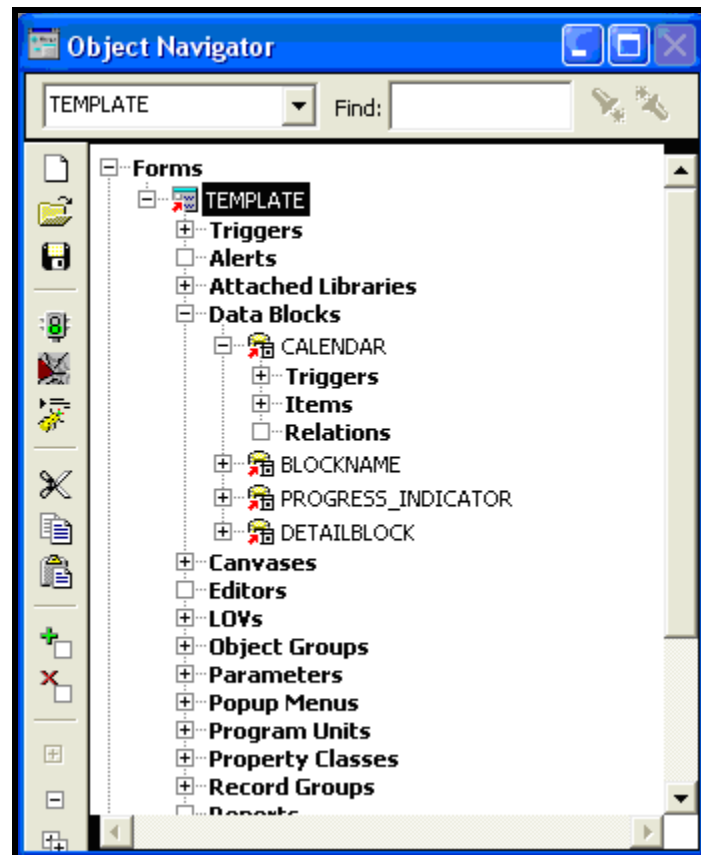 Object Navigator
TEMPLATE Find:
Forms
TEMPLATE
Triggers
Alerts
Attached Libraries
Data Blocks
CALENDAR
Triggers
Items
Relations
BLOCKNAME
PROGRESS_INDICATOR
DETAILBLOCK
Canvases
Editors
LOVs
Object Groups
Parameters
Popup Menus
Program Units
Property Classes
Record Groups
Reports